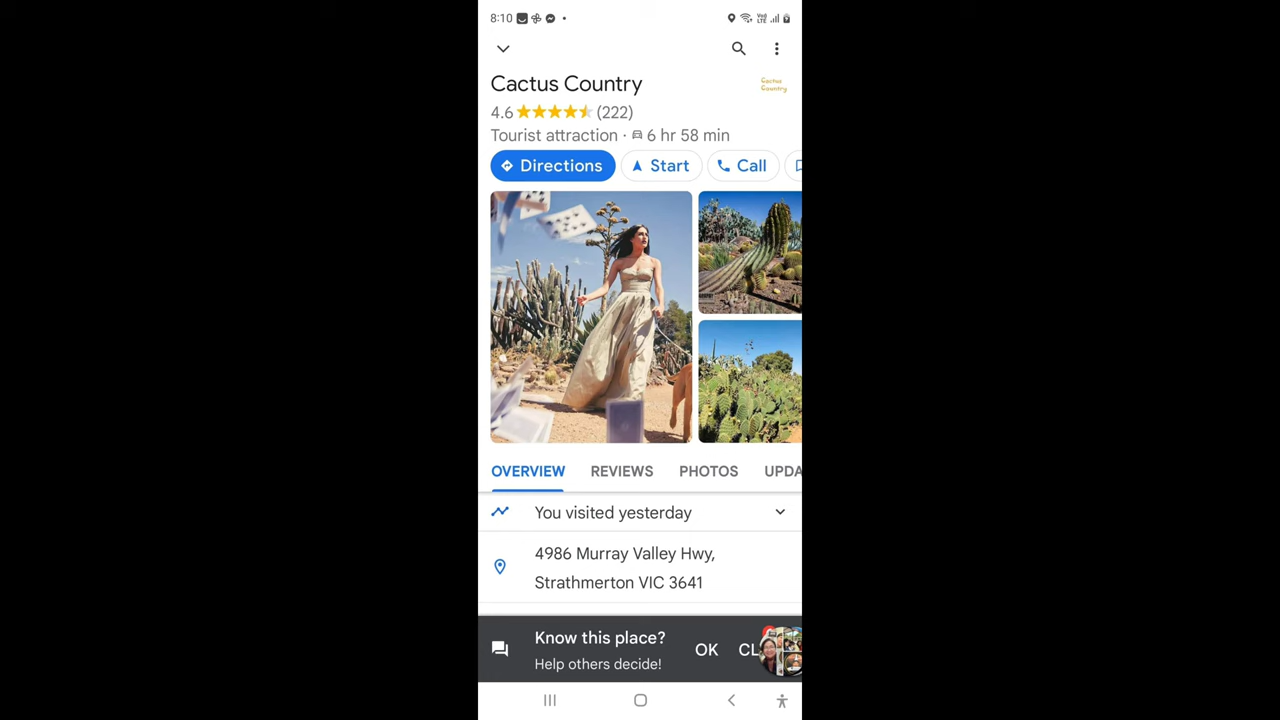 8:10
Cactus Country
Cactus
Country
4.6 (222)
Tourist attraction · 6 hr 58 min
Directions
Start
Call
OVERVIEW
REVIEWS
PHOTOS
UPDA
You visited yesterday
4986 Murray Valley Hwy,
Strathmerton VIC 3641
Know this place?
Help others decide!
OK
CL